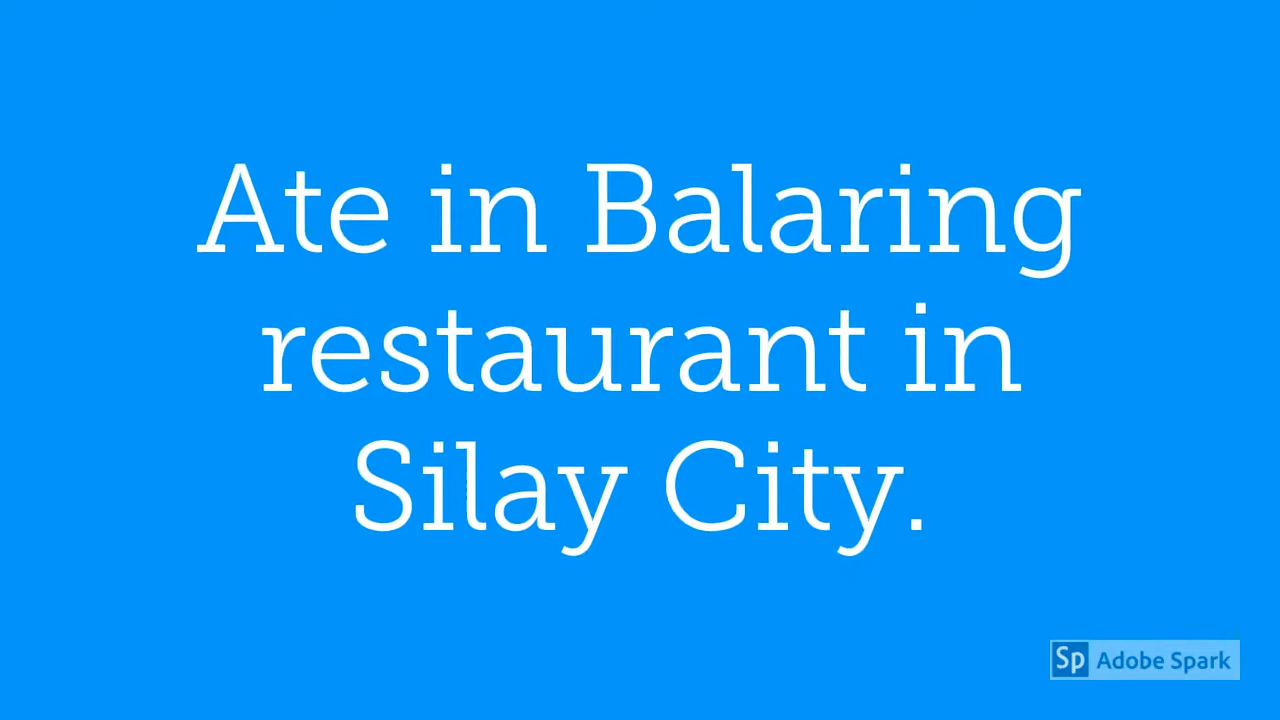 Ate in Balaring
restaurant in
Silay City.
Sp Adobe Spark